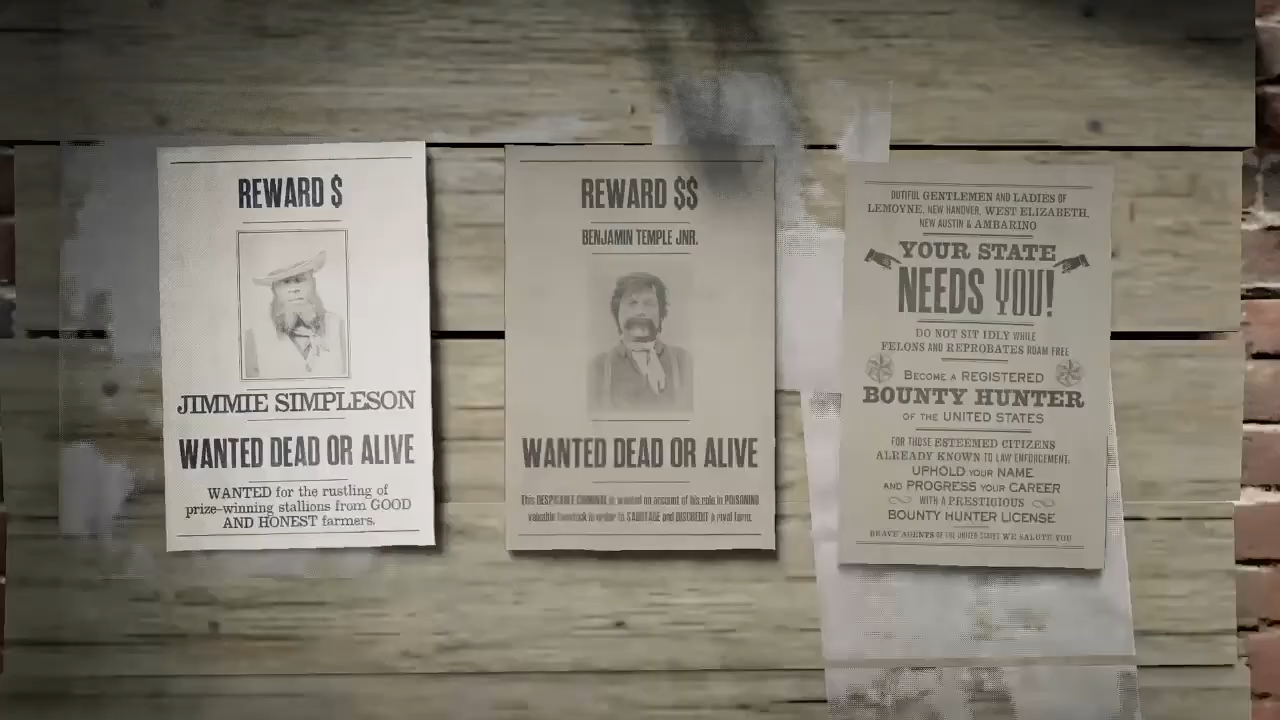 REWARD $
JIMMIE SIMPLESON
WANTED DEAD OR ALIVE
WANTED for the rustling of
prize-winning stallions from GOOD
AND HONEST farmers.
REWARD $$
BENJAMIN TEMPLE JNR.
WANTED DEAD OR ALIVE
This DESPICABLE CRIMINAL is wanted on account of his role in POISONING
valuable livestock in order to SABOTAGE and DISCREDIT a rival farm.
DUTIFUL GENTLEMEN AND LADIES OF
LEMOYNE, NEW HANOVER, WEST ELIZABETH,
NEW AUSTIN & AMBARINO
YOUR STATE
NEEDS YOU!
DO NOT SIT IDLY WHILE
FELONS AND REPROBATES ROAM FREE
BECOME A REGISTERED
BOUNTY HUNTER
OF THE UNITED STATES
FOR THOSE ESTEEMED CITIZENS
ALREADY KNOWN TO LAW ENFORCEMENT,
UPHOLD YOUR NAME
AND PROGRESS YOUR CAREER
WITH A PRESTIGIOUS
BOUNTY HUNTER LICENSE
BRAVE AGENTS OF THE UNITED STATES WE SALUTE YOU